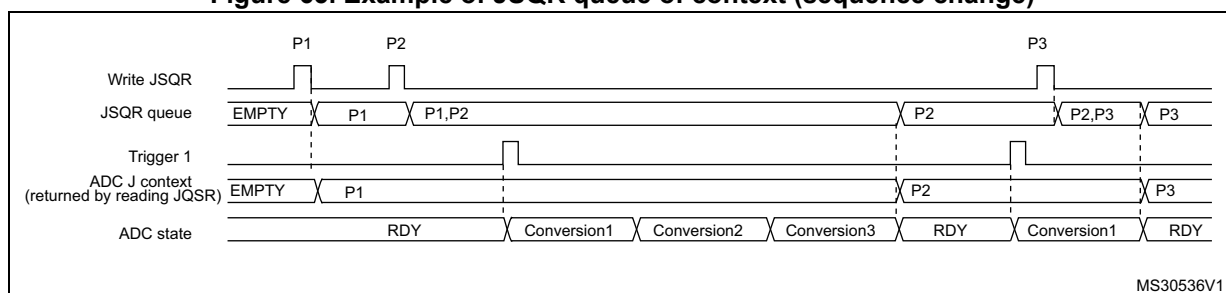 Figure 65. Example of JSQR queue of context (sequence change)
P1 P2 P3
Write JSQR
JSQR queue EMPTY P1 P1,P2 P2 P2,P3 P3
Trigger 1
ADC J context
(returned by reading JQSR) EMPTY P1 P2 P3
ADC state RDY Conversion1 Conversion2 Conversion3 RDY Conversion1 RDY
MS30536V1